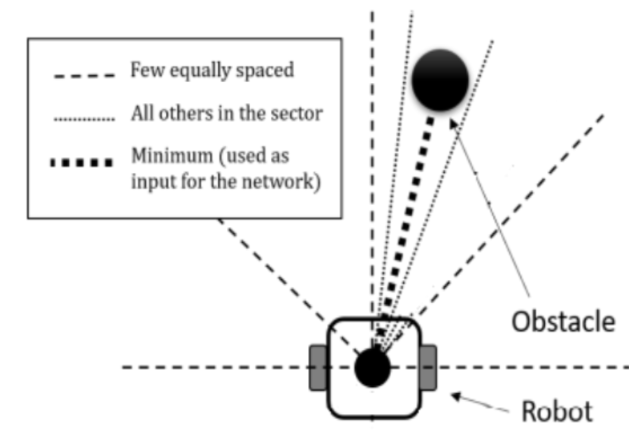 Few equally spaced
All others in the sector
Minimum (used as
input for the network)
Obstacle
Robot